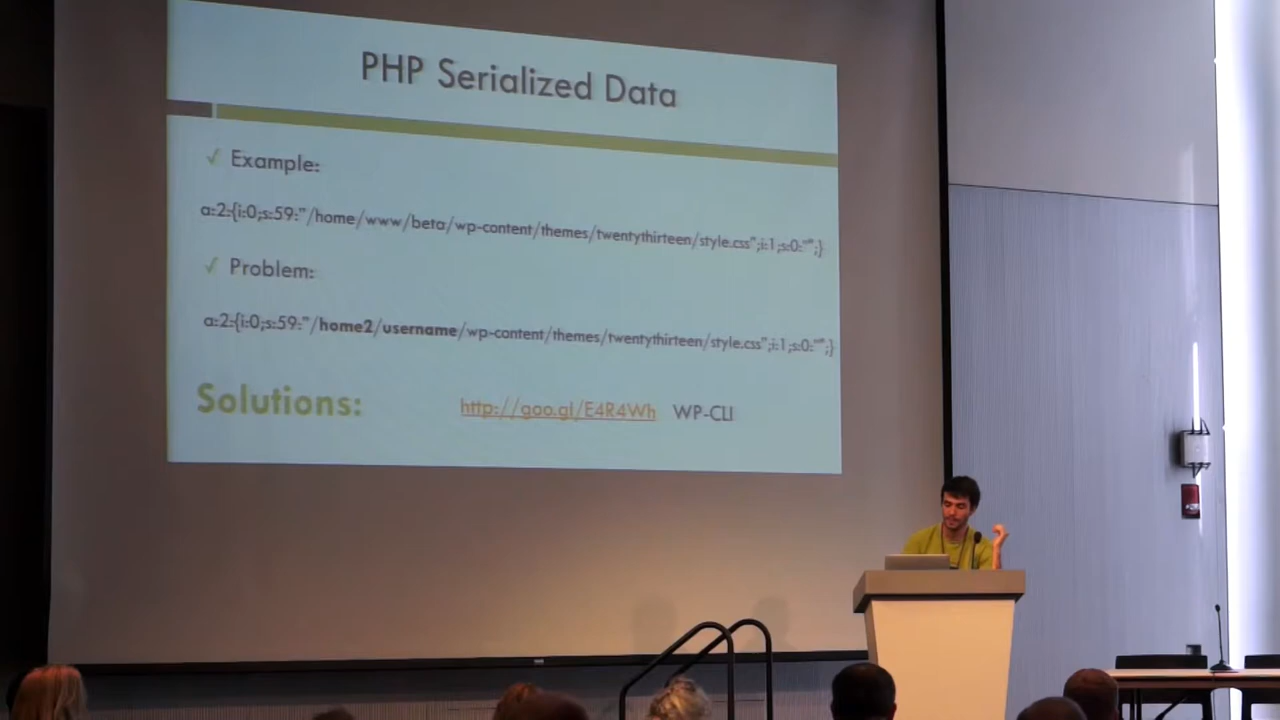 PHP Serialized Data
✓ Example:
a:2:{i:0;s:59:"/home/www/beta/wp-content/themes/twentythirteen/style.css";i:1;s:0:"";}
✓ Problem:
a:2:{i:0;s:59:"/home2/username/wp-content/themes/twentythirteen/style.css";i:1;s:0:"";}
Solutions: http://goo.gl/E4R4Wh WP-CLI